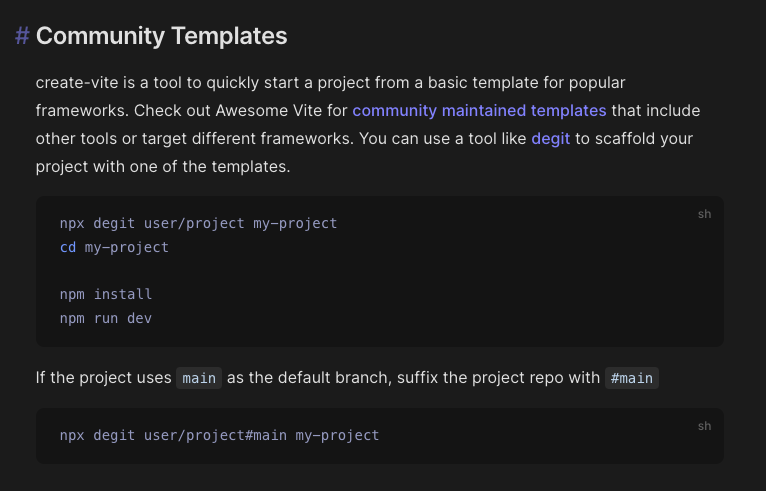 # Community Templates
create-vite is a tool to quickly start a project from a basic template for popular
frameworks. Check out Awesome Vite for community maintained templates that include
other tools or target different frameworks. You can use a tool like degit to scaffold your
project with one of the templates.
sh
npx degit user/project my-project
cd my-project
npm install
npm run dev
If the project uses main as the default branch, suffix the project repo with #main
sh
npx degit user/project#main my-project